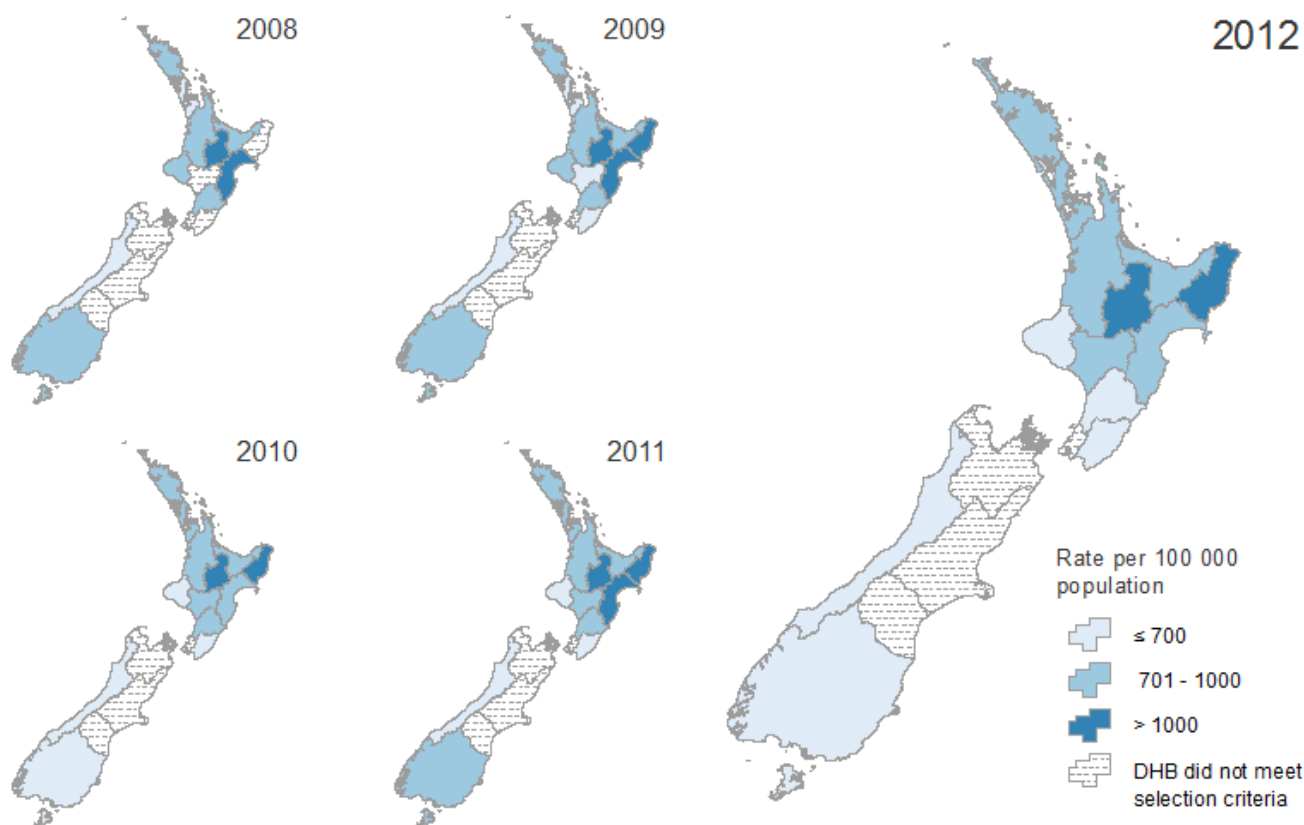 2008
2009
2012
2010
2011
Rate per 100 000
population
≤ 700
701 - 1000
> 1000
DHB did not meet
selection criteria